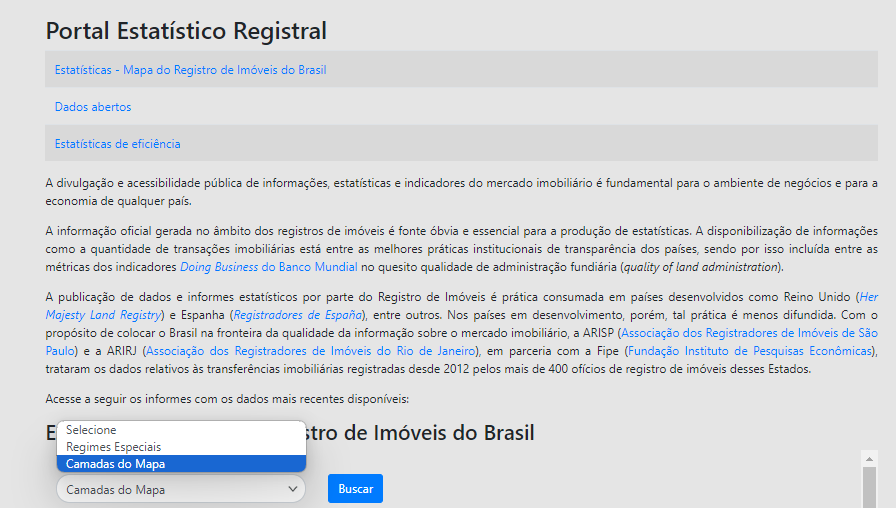 Portal Estatístico Registral
Estatísticas - Mapa do Registro de Imóveis do Brasil
Dados abertos
Estatísticas de eficiência
A divulgação e acessibilidade pública de informações, estatísticas e indicadores do mercado imobiliário é fundamental para o ambiente de negócios e para a
economia de qualquer país.
A informação oficial gerada no âmbito dos registros de imóveis é fonte óbvia e essencial para a produção de estatísticas. A disponibilização de informações
como a quantidade de transações imobiliárias está entre as melhores práticas institucionais de transparência dos países, sendo por isso incluída entre as
métricas dos indicadores Doing Business do Banco Mundial no quesito qualidade de administração fundiária (quality of land administration).
A publicação de dados e informes estatísticos por parte do Registro de Imóveis é prática consumada em países desenvolvidos como Reino Unido (Her
Majesty Land Registry) e Espanha (Registradores de España), entre outros. Nos países em desenvolvimento, porém, tal prática é menos difundida. Com o
propósito de colocar o Brasil na fronteira da qualidade da informação sobre o mercado imobiliário, a ARISP (Associação dos Registradores de Imóveis de São
Paulo) e a ARIRJ (Associação dos Registradores de Imóveis do Rio de Janeiro), em parceria com a Fipe (Fundação Instituto de Pesquisas Econômicas),
trataram os dados relativos às transferências imobiliárias registradas desde 2012 pelos mais de 400 ofícios de registro de imóveis desses Estados.
Acesse a seguir os informes com os dados mais recentes disponíveis:
stro de Imóveis do Brasil
Selecione
Regimes Especiais
Camadas do Mapa
Camadas do Mapa
Buscar